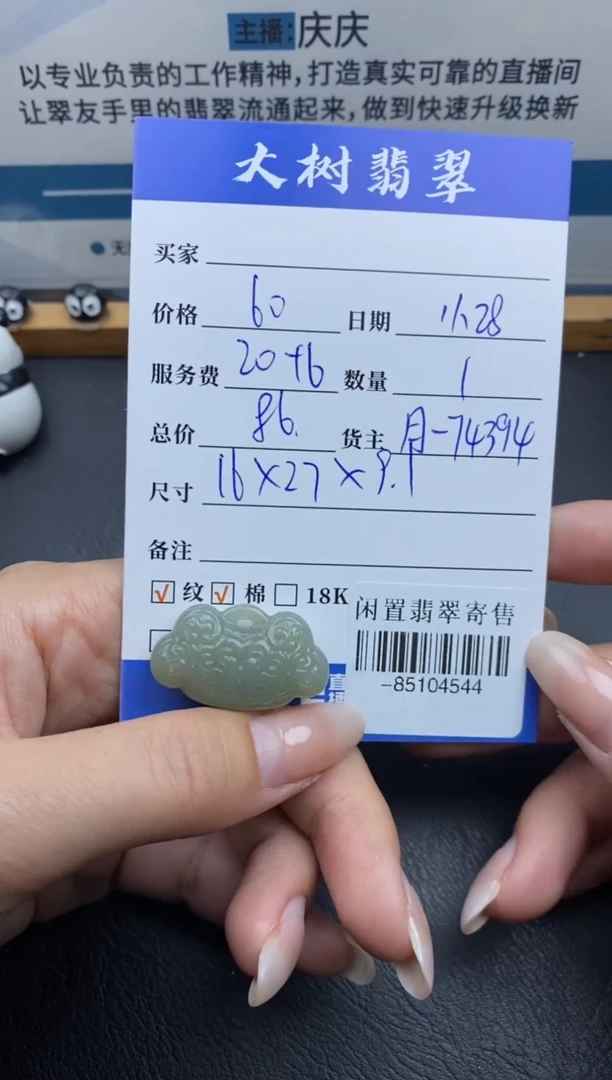 主播:庆庆
以专业负责的工作精神,打造真实可靠的直播间
让翠友手里的翡翠流通起来,做到快速升级换新
大树翡翠
买家
价格 60 日期 11.28
服务费 20+6 数量 1
总价 86. 货主 月-74394
尺寸 16×27×9.1
备注
纹 棉 18K
闲置翡翠寄售
-85104544